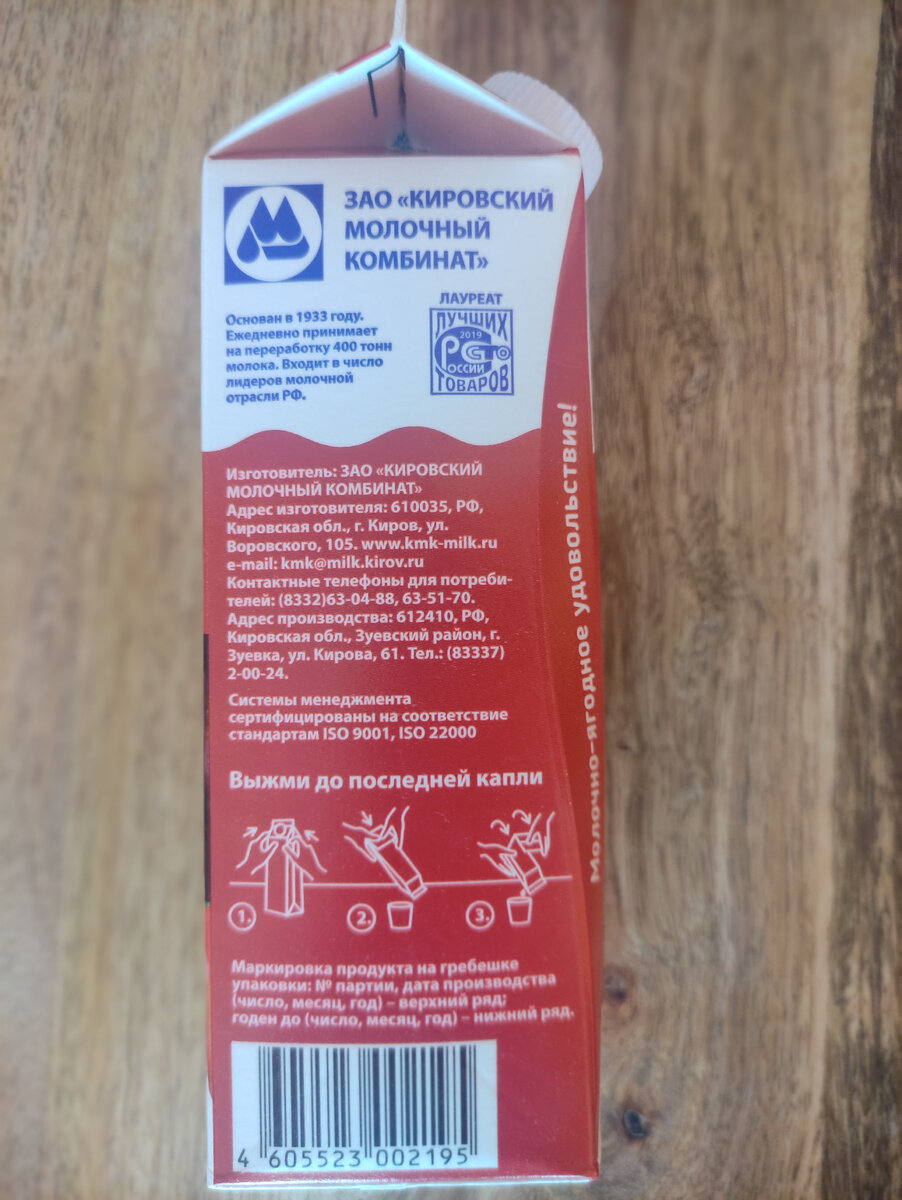 ЗАО «КИРОВСКИЙ
МОЛОЧНЫЙ
КОМБИНАТ»
Основан в 1933 году.
Ежедневно принимает
на переработку 400 тонн
молока. Входит в число
лидеров молочной
отрасли РФ.
ЛАУРЕАТ
ЛУЧШИХ
2019
РОССИИ
ТОВАРОВ
Изготовитель: ЗАО «КИРОВСКИЙ
МОЛОЧНЫЙ КОМБИНАТ»
Адрес изготовителя: 610035, РФ,
Кировская обл., г. Киров, ул.
Воровского, 105. www.kmk-milk.ru
e-mail: kmk@milk.kirov.ru
Контактные телефоны для потреби-
телей: (8332)63-04-88, 63-51-70.
Адрес производства: 612410, РФ,
Кировская обл., Зуевский район, г.
Зуевка, ул. Кирова, 61. Тел.: (83337)
2-00-24.
Системы менеджмента
сертифицированы на соответствие
стандартам ISO 9001, ISO 22000
Выжми до последней капли
1. 2. 3.
Маркировка продукта на гребешке
упаковки: № партии, дата производства
(число, месяц, год) – верхний ряд;
годен до (число, месяц, год) – нижний ряд.
4 605523 002195
Молочно-ягодное удовольствие!